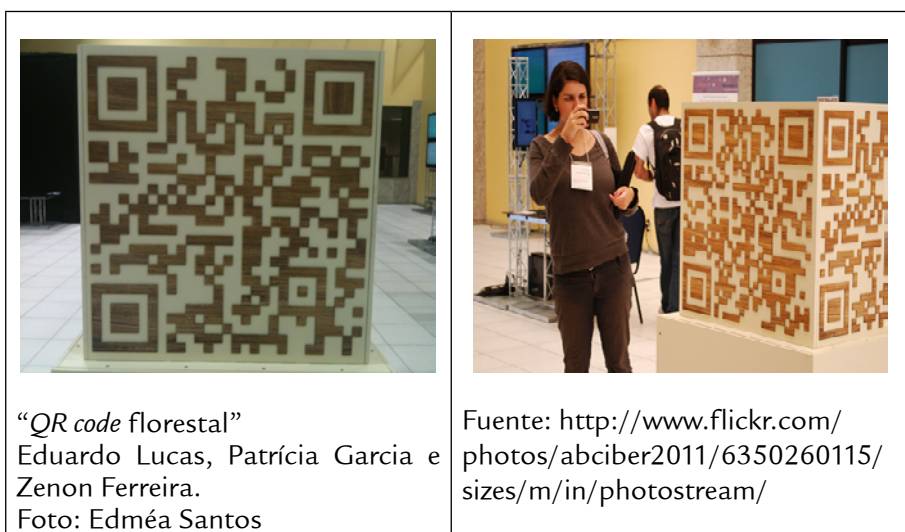 “QR code florestal”
Eduardo Lucas, Patrícia Garcia e
Zenon Ferreira.
Foto: Edméa Santos
Fuente: http://www.flickr.com/
photos/abciber2011/6350260115/
sizes/m/in/photostream/